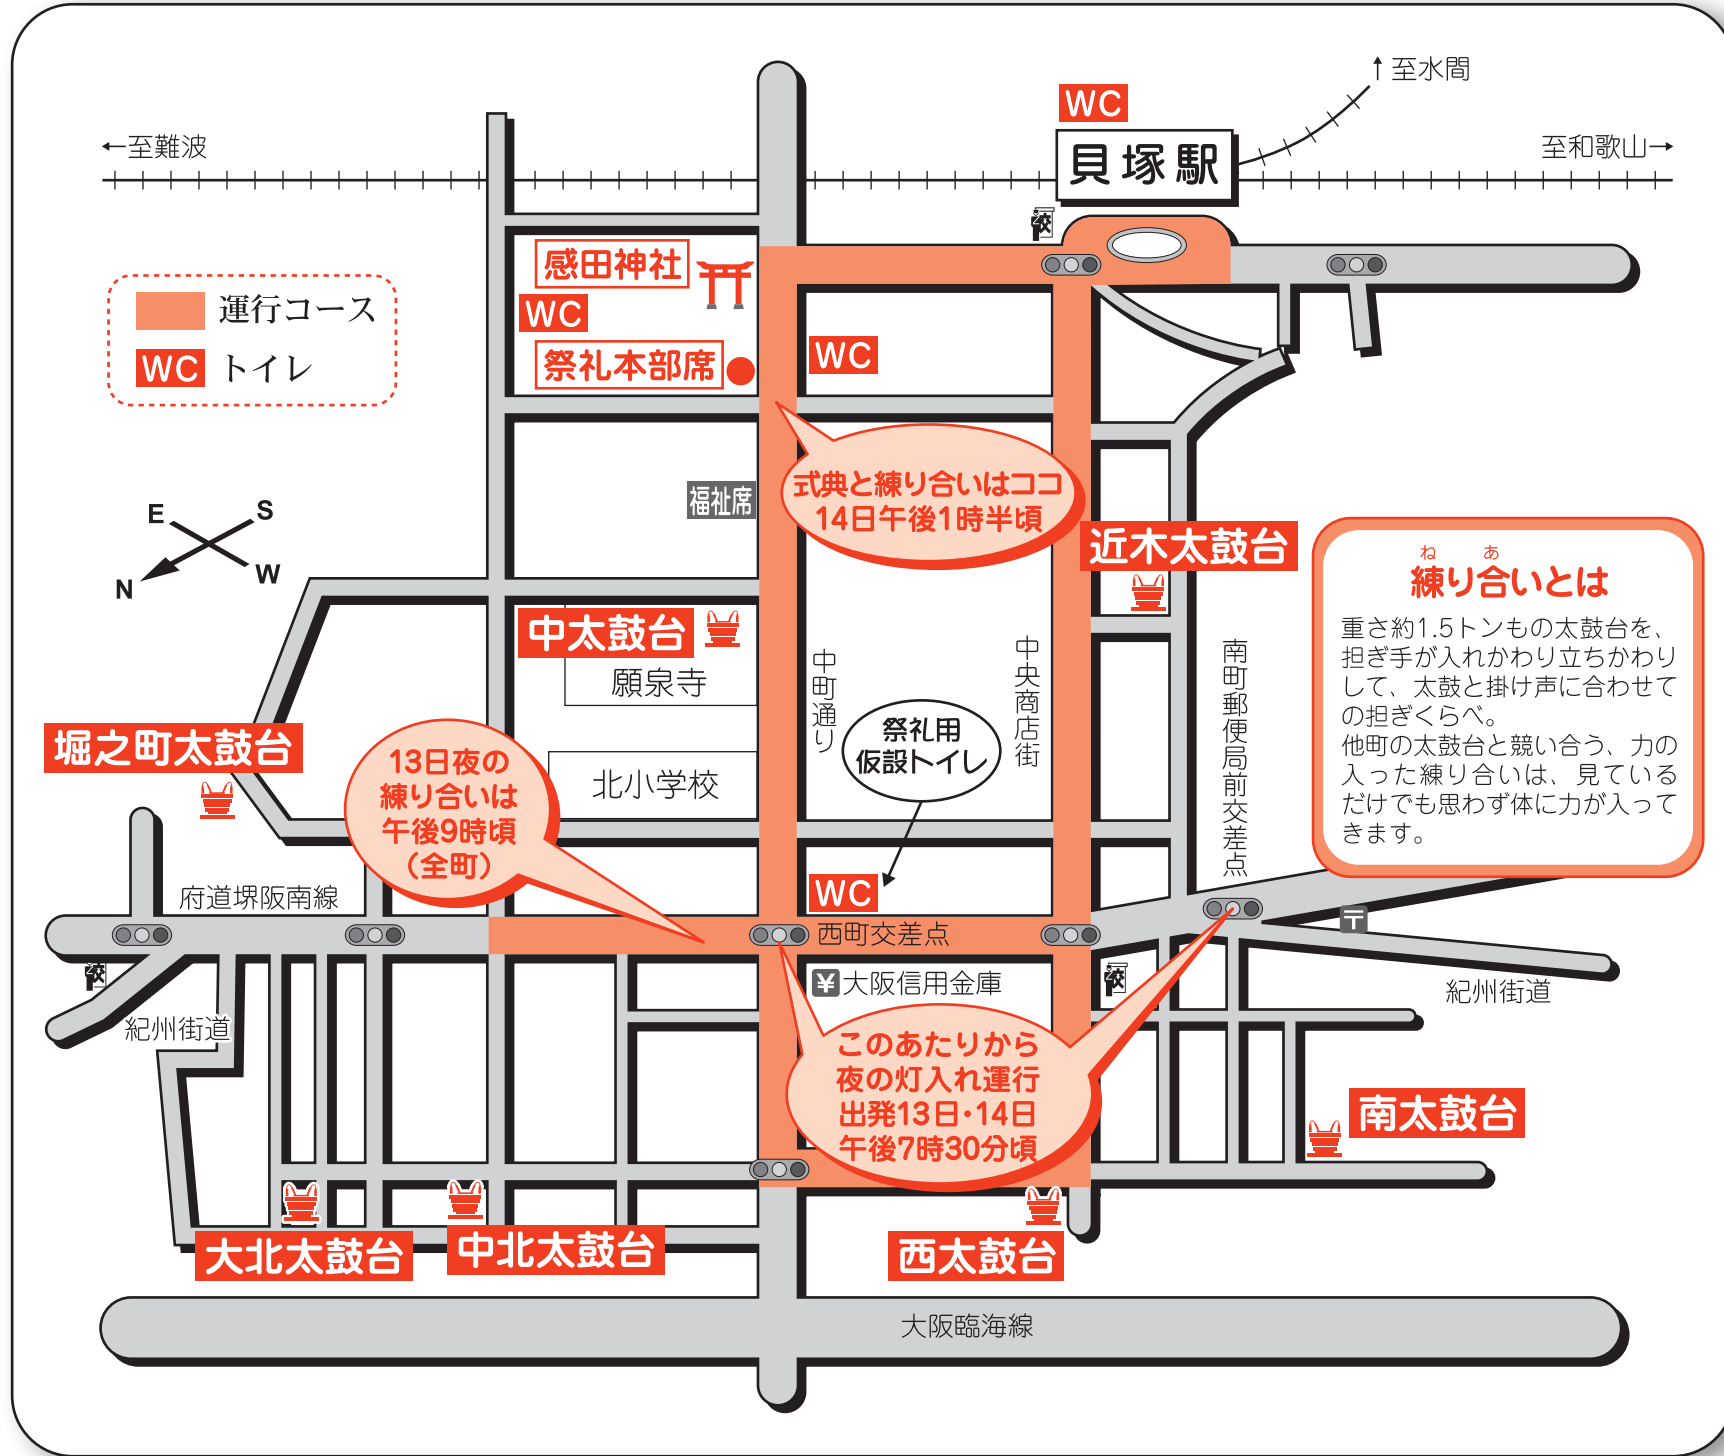 ↑至水間
WC
←至難波
貝塚駅
至和歌山→
交
感田神社
WC
祭礼本部席
WC
運行コース
WC トイレ
式典と練り合いはココ
14日午後1時半頃
福祉席
E
S
N
W
近木太鼓台
ね あ
練り合いとは
重さ約1.5トンもの太鼓台を、
担ぎ手が入れかわり立ちかわり
して、太鼓と掛け声に合わせて
の担ぎくらべ。
他町の太鼓台と競い合う、力の
入った練り合いは、見ている
だけでも思わず体に力が入って
きます。
中太鼓台
願泉寺
中町通り
中央商店街
南町郵便局前交差点
堀之町太鼓台
13日夜の
練り合いは
午後9時頃
(全町)
北小学校
祭礼用
仮設トイレ
WC
府道堺阪南線
西町交差点
〒
交
¥大阪信用金庫
交
紀州街道
紀州街道
このあたりから
夜の灯入れ運行
出発13日・14日
午後7時30分頃
南太鼓台
大北太鼓台
中北太鼓台
西太鼓台
大阪臨海線